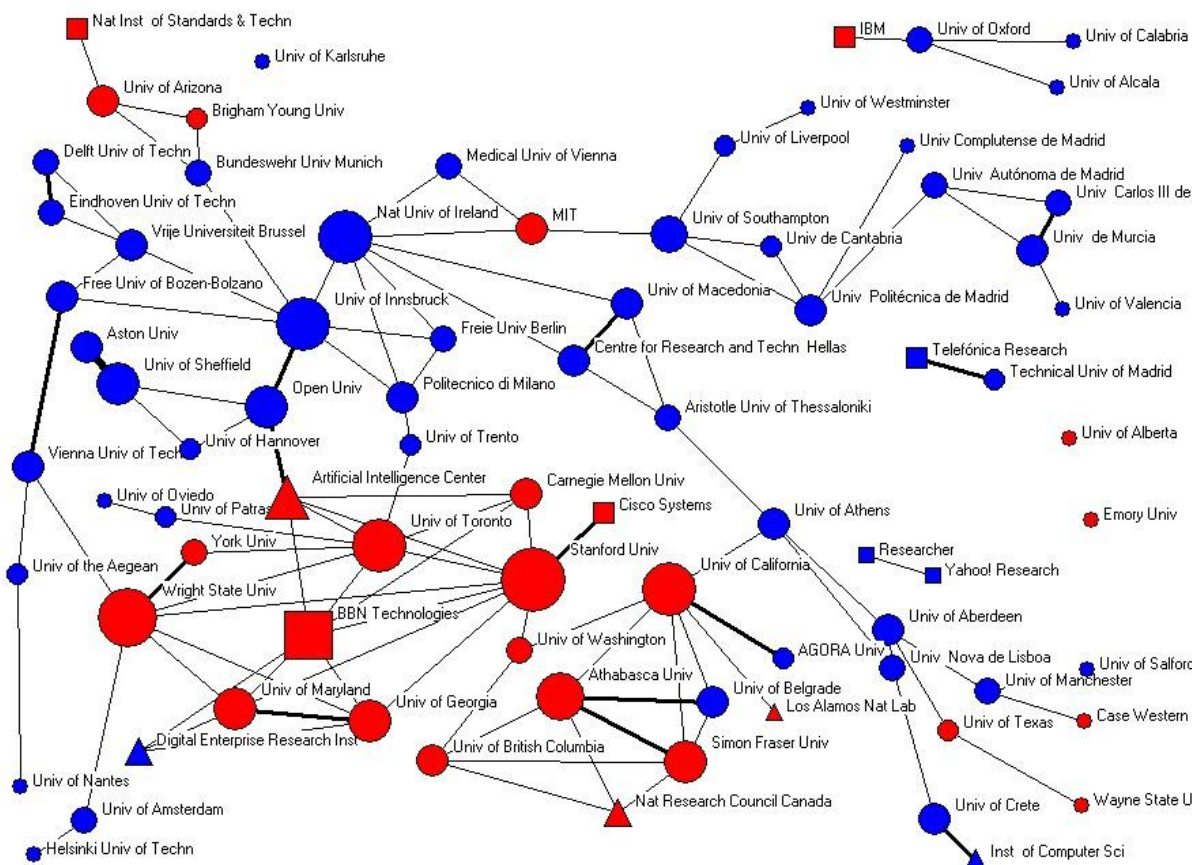 Nat Inst of Standards & Techn
IBM
Univ of Oxford
Univ of Calabria
Univ of Karlsruhe
Univ of Arizona
Univ of Alcala
Brigham Young Univ
Univ of Westminster
Univ of Liverpool
Univ Complutense de Madrid
Delft Univ of Techn
Bundeswehr Univ Munich
Medical Univ of Vienna
Univ Autónoma de Madrid
Univ Carlos III de
Eindhoven Univ of Techn
Nat Univ of Ireland
MIT
Univ of Southampton
Vrije Universiteit Brussel
Univ de Cantabria
Univ de Murcia
Free Univ of Bozen-Bolzano
Univ of Innsbruck
Univ of Macedonia
Univ Politécnica de Madrid
Univ of Valencia
Aston Univ
Freie Univ Berlin
Centre for Research and Techn Hellas
Telefónica Research
Univ of Sheffield
Open Univ
Politecnico di Milano
Technical Univ of Madrid
Aristotle Univ of Thessaloniki
Univ of Hannover
Univ of Trento
Univ of Alberta
Vienna Univ of Tech
Artificial Intelligence Center
Carnegie Mellon Univ
Univ of Oviedo
Univ of Patras
Cisco Systems
Univ of Toronto
Univ of Athens
Emory Univ
York Univ
Stanford Univ
Researcher
Univ of the Aegean
Wright State Univ
Univ of California
Yahoo! Research
BBN Technologies
Univ of Aberdeen
Univ of Washington
AGORA Univ
Univ Nova de Lisboa
Univ of Salford
Univ of Maryland
Athabasca Univ
Univ of Manchester
Univ of Georgia
Univ of Belgrade
Los Alamos Nat Lab
Case Western
Univ of Texas
Digital Enterprise Research Inst
Univ of British Columbia
Simon Fraser Univ
Univ of Nantes
Nat Research Council Canada
Wayne State U
Univ of Amsterdam
Univ of Crete
Helsinki Univ of Techn
Inst of Computer Sci